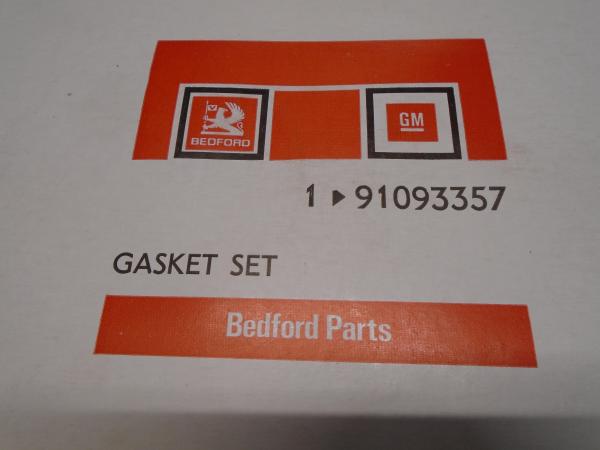 BEDFORD
GM
1 ▸ 91093357
GASKET SET
Bedford Parts